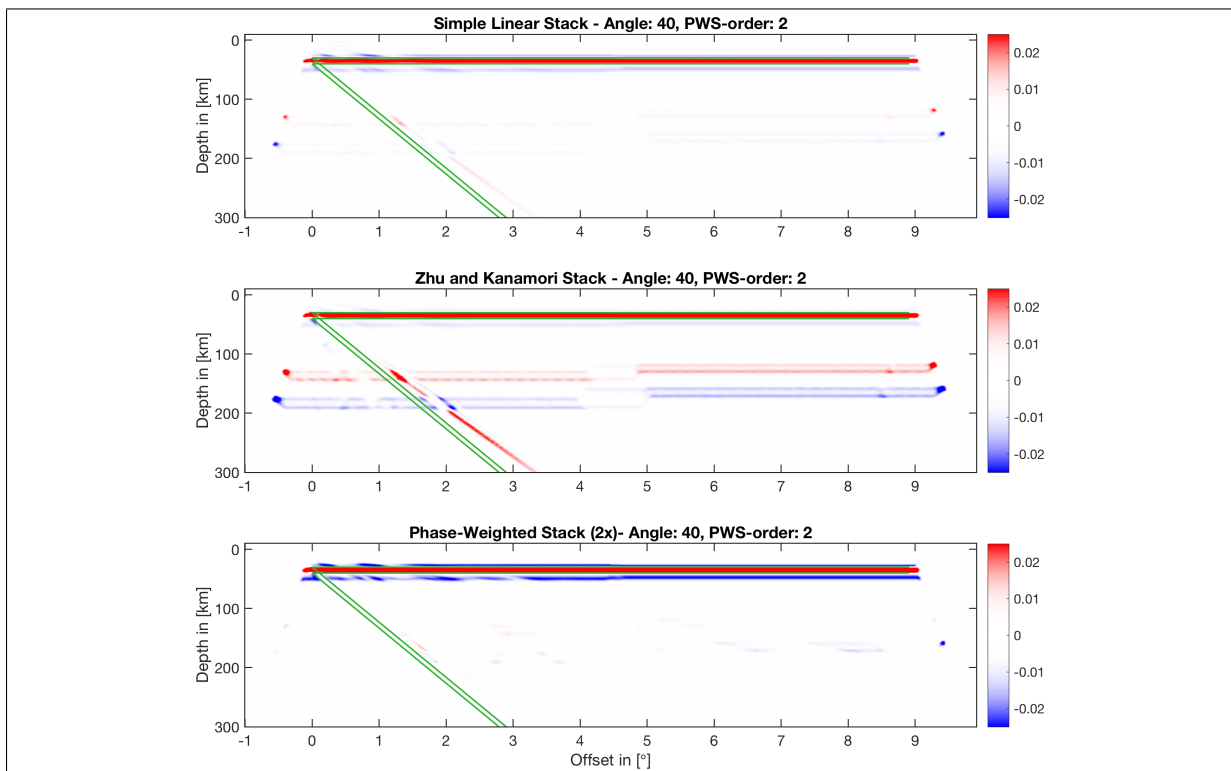 Simple Linear Stack - Angle: 40, PWS-order: 2
0
100
200
300
Depth in [km]
-1 0 1 2 3 4 5 6 7 8 9
0.02
0.01
0
-0.01
-0.02
Zhu and Kanamori Stack - Angle: 40, PWS-order: 2
0
100
200
300
Depth in [km]
-1 0 1 2 3 4 5 6 7 8 9
0.02
0.01
0
-0.01
-0.02
Phase-Weighted Stack (2x)- Angle: 40, PWS-order: 2
0
100
200
300
Depth in [km]
-1 0 1 2 3 4 5 6 7 8 9
Offset in [°]
0.02
0.01
0
-0.01
-0.02